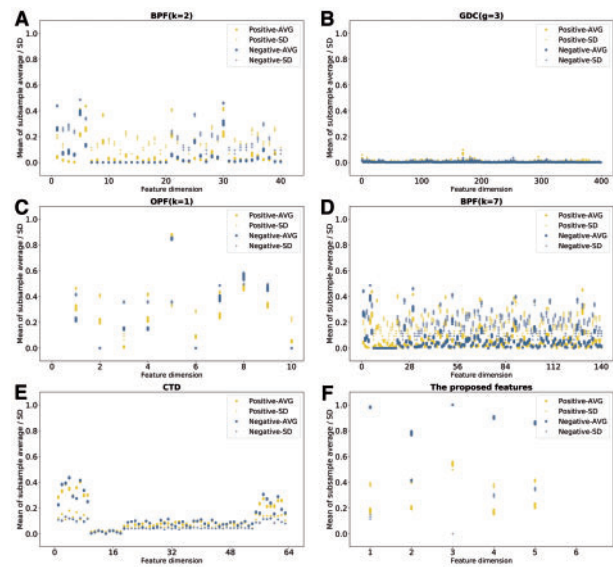 A
BPF(k=2)
Mean of subsample average / SD
1.0
0.8
0.6
0.4
0.2
0.0
0 10 20 30 40
Feature dimension
Positive-AVG
Positive-SD
Negative-AVG
Negative-SD
B
GDC(g=3)
Mean of subsample average / SD
1.0
0.8
0.6
0.4
0.2
0.0
0 100 200 300 400
Feature dimension
Positive-AVG
Positive-SD
Negative-AVG
Negative-SD
C
OPF(k=1)
Mean of subsample average / SD
1.0
0.8
0.6
0.4
0.2
0.0
0 2 4 6 8 10
Feature dimension
Positive-AVG
Positive-SD
Negative-AVG
Negative-SD
D
BPF(k=7)
Mean of subsample average / SD
1.0
0.8
0.6
0.4
0.2
0.0
0 28 56 84 112 140
Feature dimension
Positive-AVG
Positive-SD
Negative-AVG
Negative-SD
E
CTD
Mean of subsample average / SD
1.0
0.8
0.6
0.4
0.2
0.0
0 16 32 48 64
Feature dimension
Positive-AVG
Positive-SD
Negative-AVG
Negative-SD
F
The proposed features
Mean of subsample average / SD
1.0
0.8
0.6
0.4
0.2
0.0
1 2 3 4 5 6
Feature dimension
Positive-AVG
Positive-SD
Negative-AVG
Negative-SD